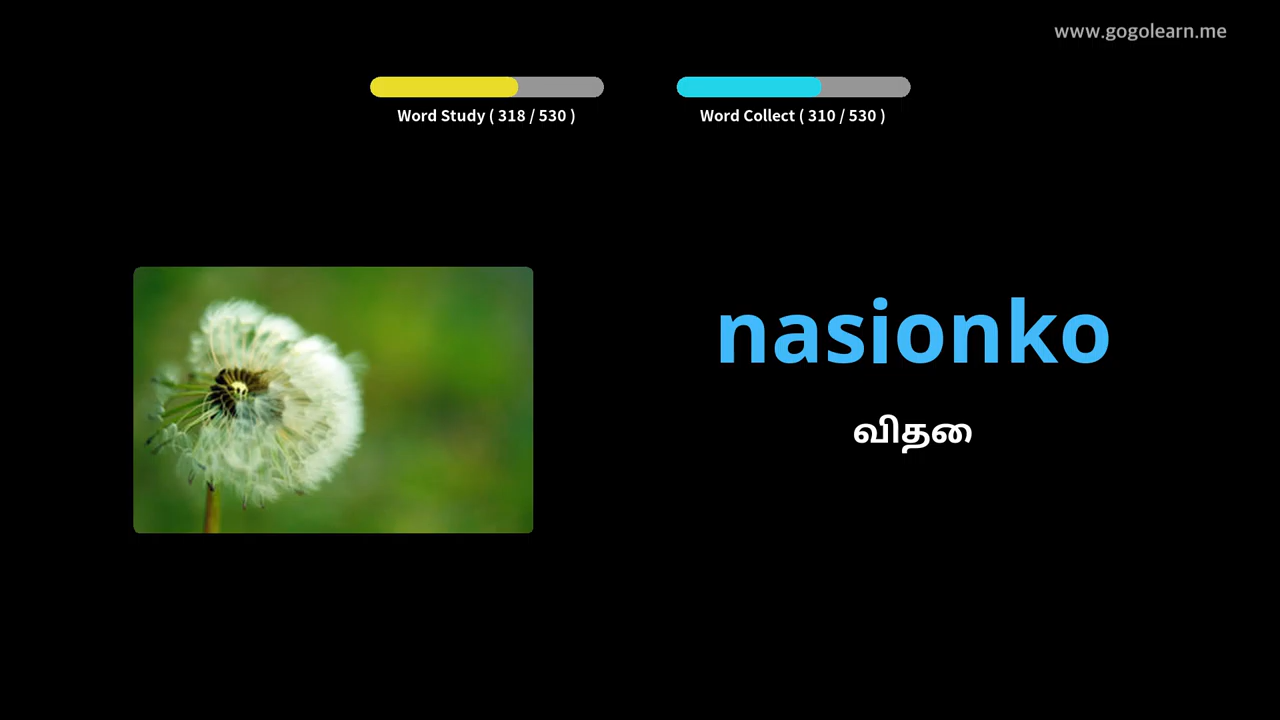 www.gogolearn.me
Word Study ( 318 / 530 )
Word Collect ( 310 / 530 )
nasionko
விதை